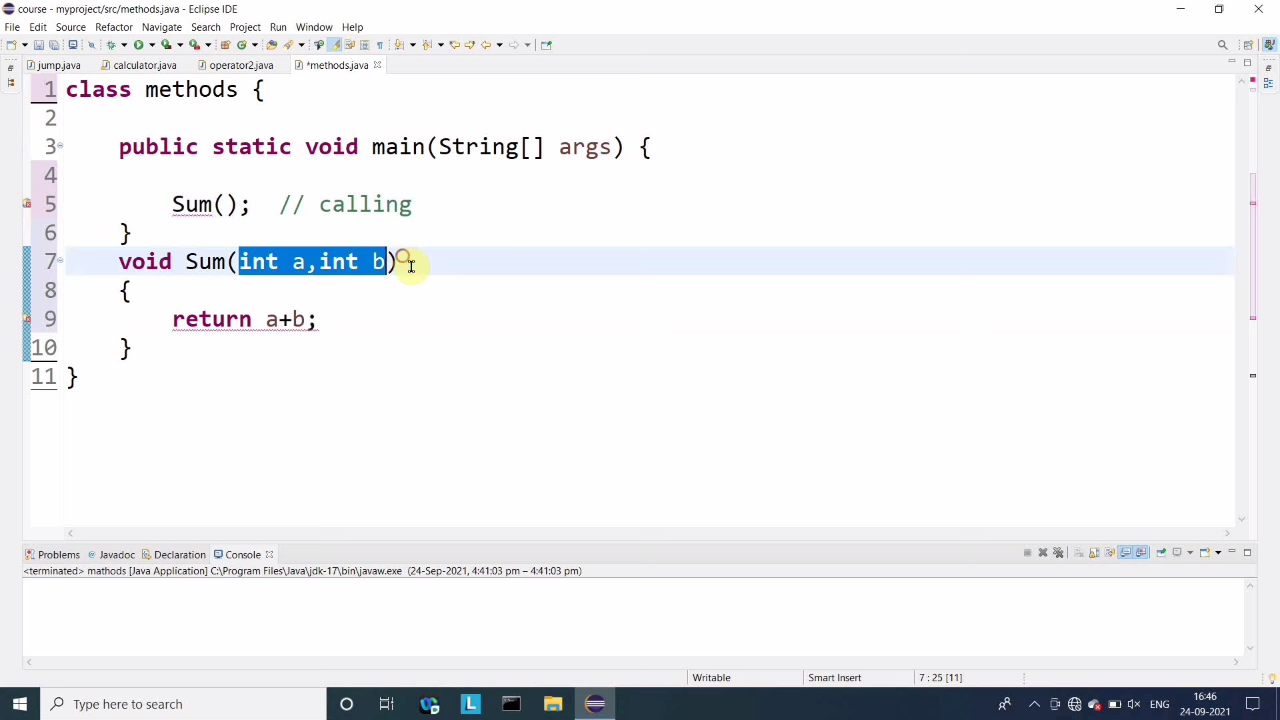 course - myproject/src/methods.java - Eclipse IDE
File Edit Source Refactor Navigate Search Project Run Window Help
jump.java calculator.java operator2.java *methods.java
1 class methods {
2
3 public static void main(String[] args) {
4
5 Sum(); // calling
6 }
7 void Sum(int a,int b)
8 {
9 return a+b;
10 }
11 }
Problems Javadoc Declaration Console
<terminated> mathods [Java Application] C:\Program Files\Java\jdk-17\bin\javaw.exe (24-Sep-2021, 4:41:03 pm – 4:41:03 pm)
Writable Smart Insert 7 : 25 [11]
Type here to search L ENG 16:46
24-09-2021